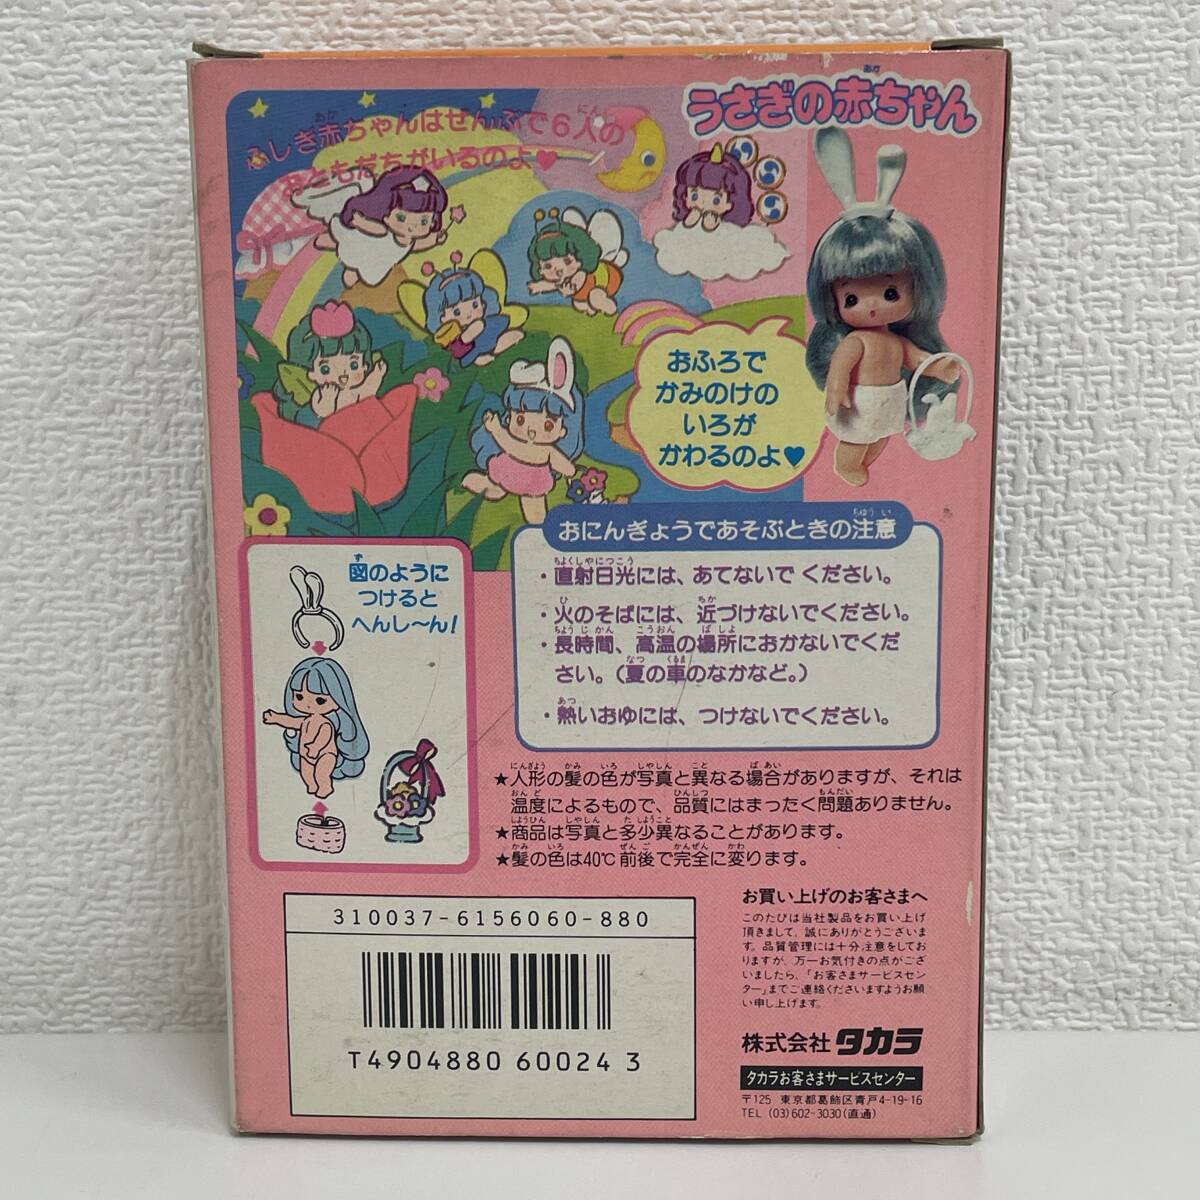 うさぎの赤ちゃん
ふしぎ赤ちゃんはぜんぶで6人の
おともだちがいるのよ♥
おふろで
かみのけの
いろが
かわるのよ♥
図のように
つけると
へんし〜ん!
おにんぎょうであそぶときの注意
・直射日光には、あてないでください。
・火のそばには、近づけないでください。
・長時間、高温の場所におかないでくだ
さい。(夏の車のなかなど。)
・熱いおゆには、つけないでください。
★人形の髪の色が写真と異なる場合がありますが、それは
温度によるもので、品質にはまったく問題ありません。
★商品は写真と多少異なることがあります。
★髪の色は40℃前後で完全に変ります。
310037-6156060-880
T4904880 60024 3
お買い上げのお客さまへ
このたびは当社製品をお買い上げ
頂きまして、誠にありがとうございま
す。品質管理には十分注意をしてお
りますが、万一お気付きの点がござ
いましたら、「お客さまサービスセン
ター」までご連絡くださいますようお願
い申し上げます。
株式会社 タカラ
タカラお客さまサービスセンター
〒125 東京都葛飾区青戸4-19-16
TEL (03)602-3030(直通)